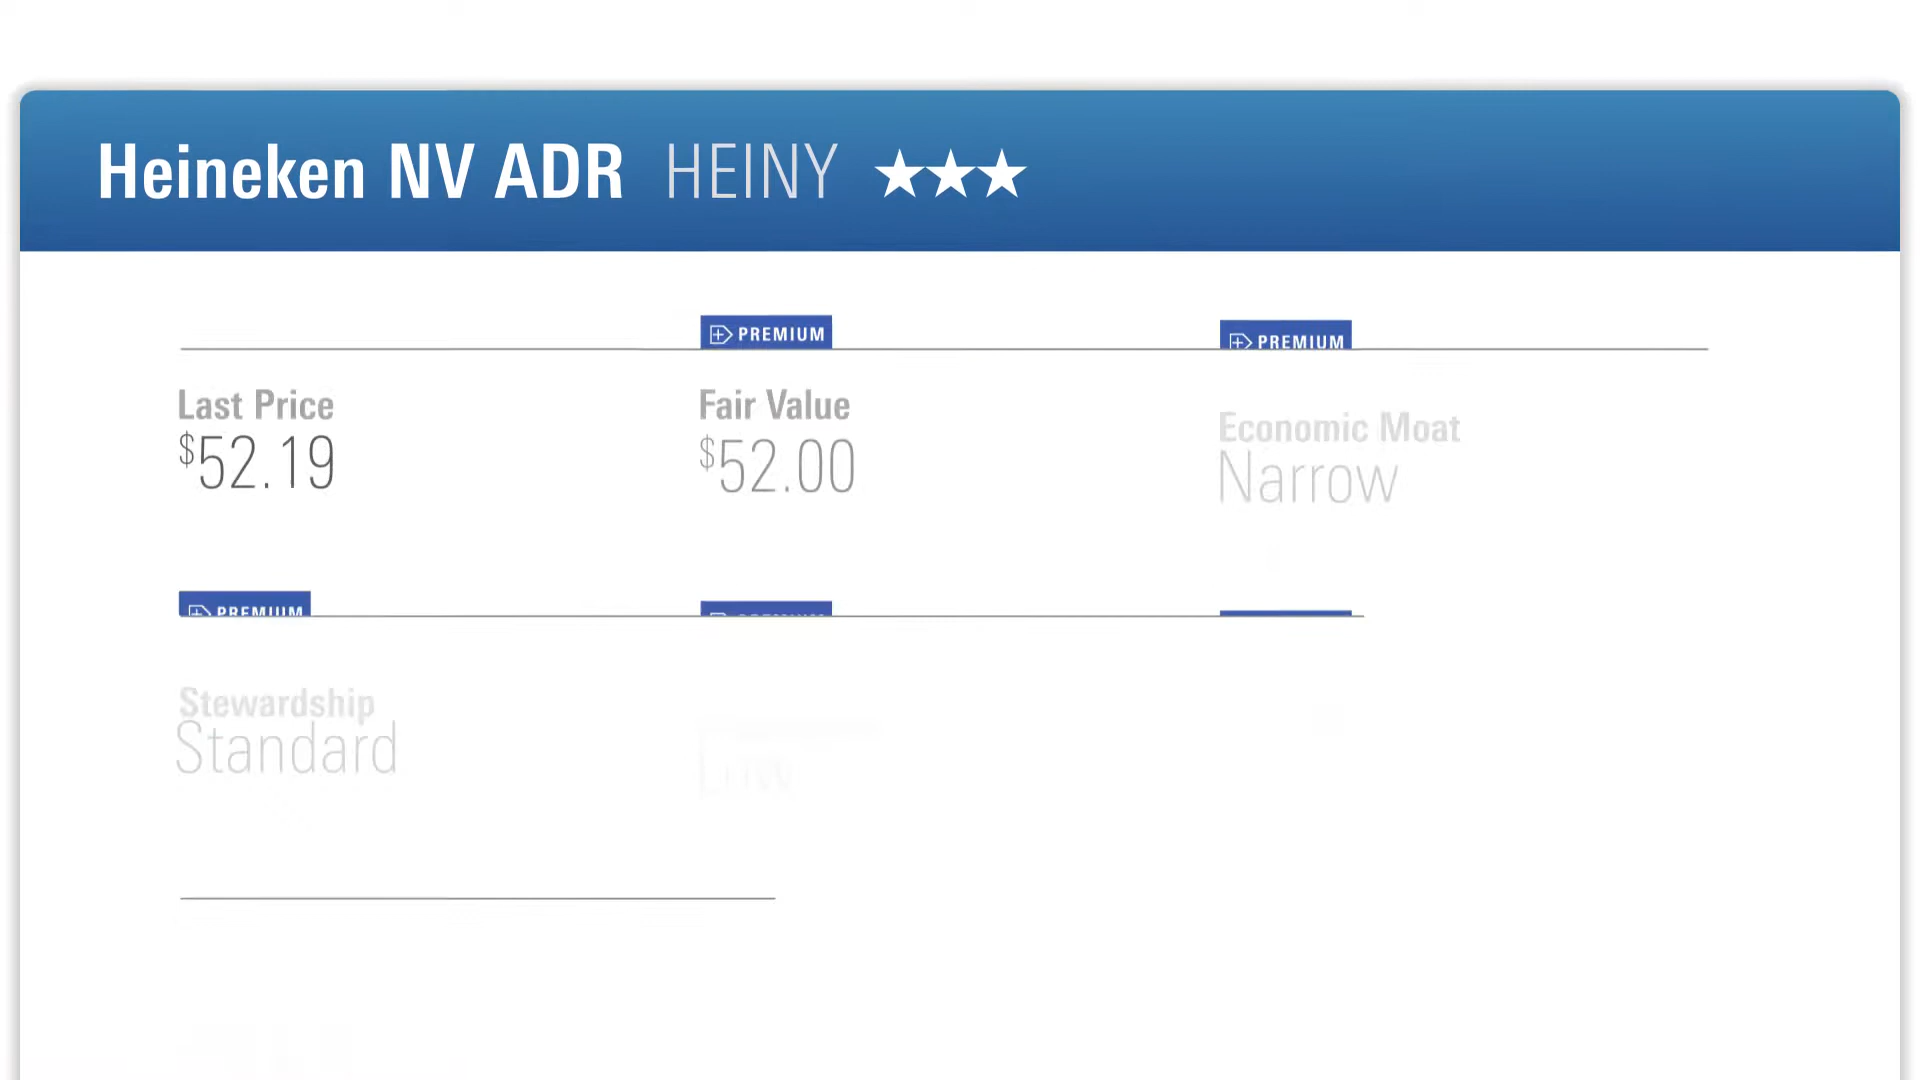 Heineken NV ADR HEINY ★★★
PREMIUM
PREMIUM
Last Price
$52.19
Fair Value
$52.00
Economic Moat
Narrow
PREMIUM
Stewardship
Standard